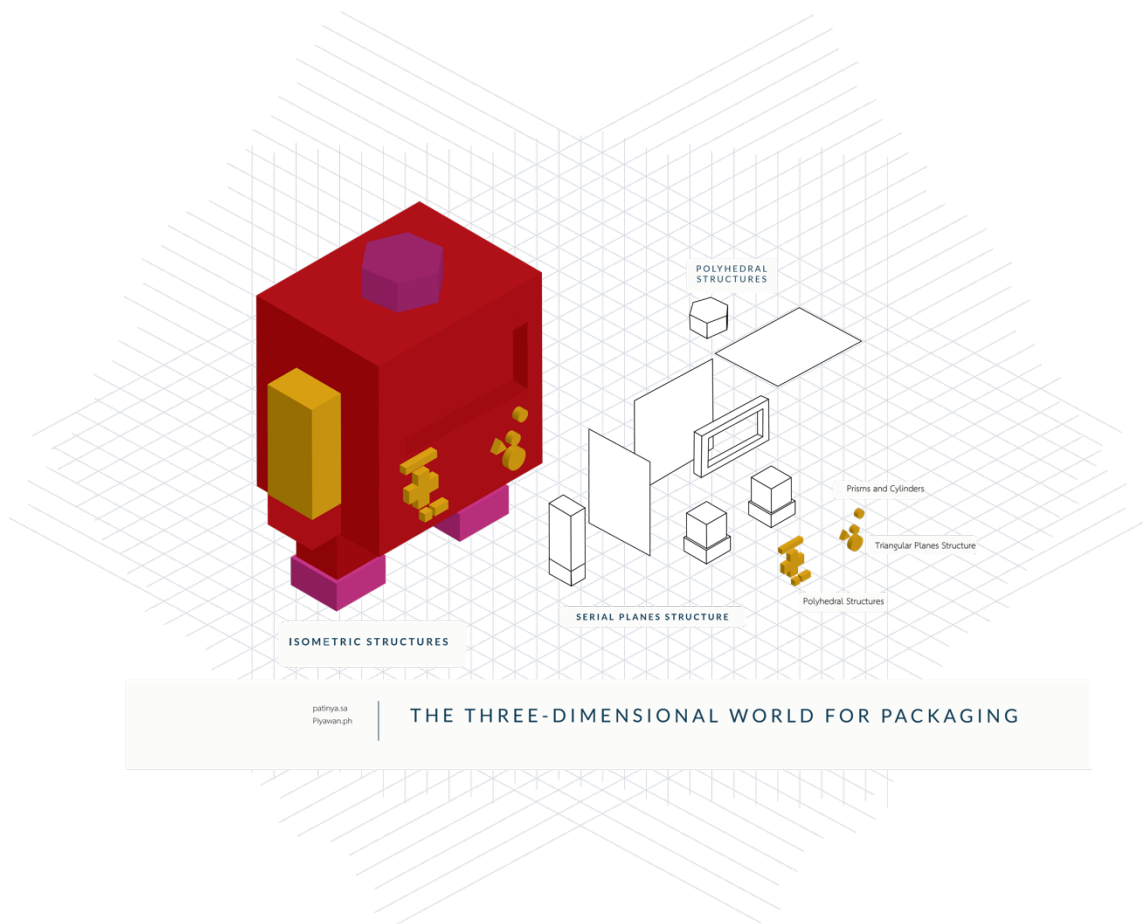 POLYHEDRAL
STRUCTURES
Prisms and Cylinders
Triangular Planes Structure
Polyhedral Structures
SERIAL PLANES STRUCTURE
ISOMETRIC STRUCTURES
patinya.sa
Piyawan.ph
THE THREE-DIMENSIONAL WORLD FOR PACKAGING